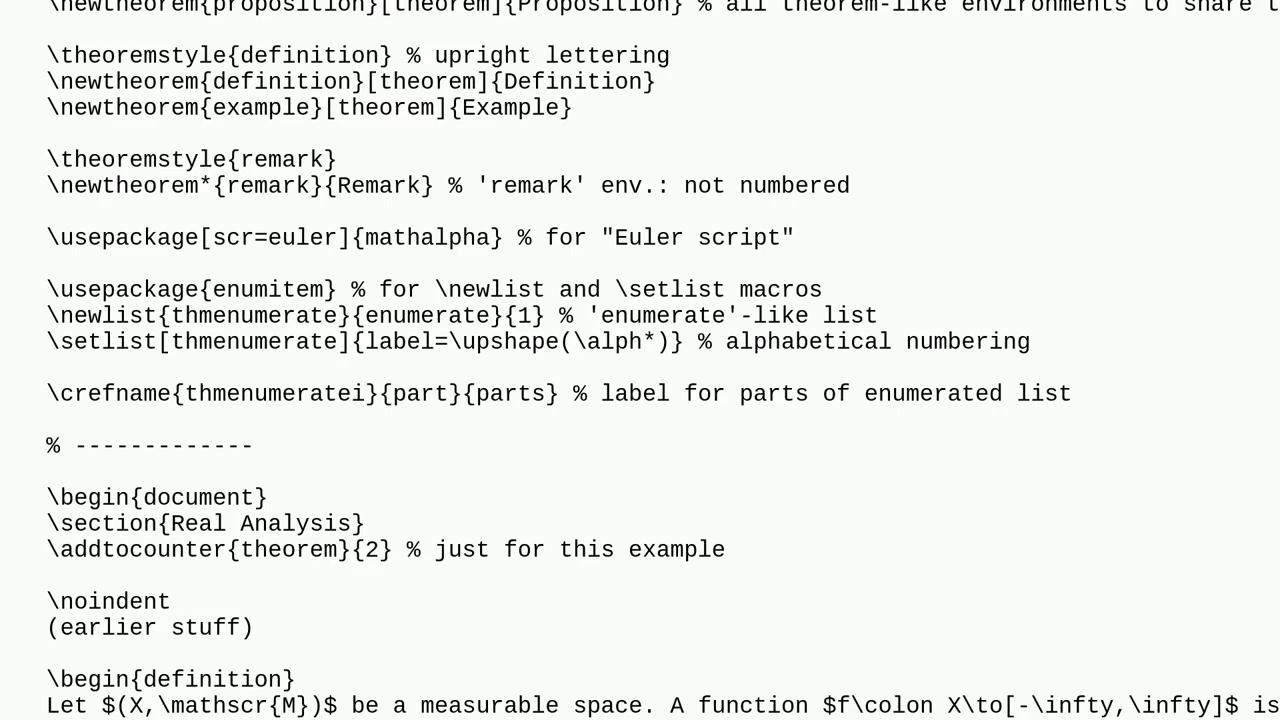 \newtheorem{proposition}[theorem]{Proposition} % all theorem-like environments to share
\theoremstyle{definition} % upright lettering
\newtheorem{definition}[theorem]{Definition}
\newtheorem{example}[theorem]{Example}
\theoremstyle{remark}
\newtheorem*{remark}{Remark} % 'remark' env.: not numbered
\usepackage[scr=euler]{mathalpha} % for "Euler script"
\usepackage{enumitem} % for \newlist and \setlist macros
\newlist{thmenumerate}{enumerate}{1} % 'enumerate'-like list
\setlist[thmenumerate]{label=\upshape(\alph*)} % alphabetical numbering
\crefname{thmenumeratei}{part}{parts} % label for parts of enumerated list
% -------------
\begin{document}
\section{Real Analysis}
\addtocounter{theorem}{2} % just for this example
\noindent
(earlier stuff)
\begin{definition}
Let $(X,\mathscr{M})$ be a measurable space. A function $f\colon X\to[-\infty,\infty]$ is